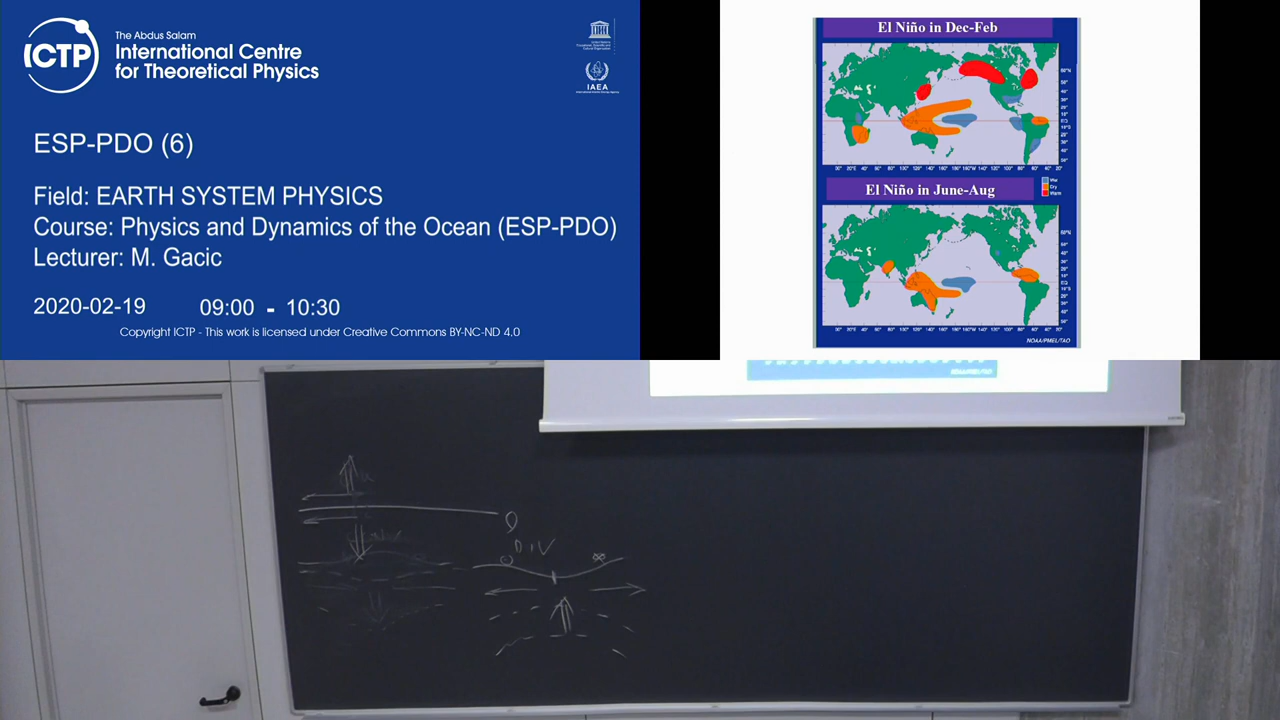 The Abdus Salam
ICTP International Centre
for Theoretical Physics
IAEA
ESP-PDO (6)
Field: EARTH SYSTEM PHYSICS
Course: Physics and Dynamics of the Ocean (ESP-PDO)
Lecturer: M. Gacic
2020-02-19 09:00 - 10:30
Copyright ICTP - This work is licensed under Creative Commons BY-NC-ND 4.0
El Niño in Dec-Feb
El Niño in June-Aug
Wet
Dry
Warm
NOAA/PMEL/TAO
DIV